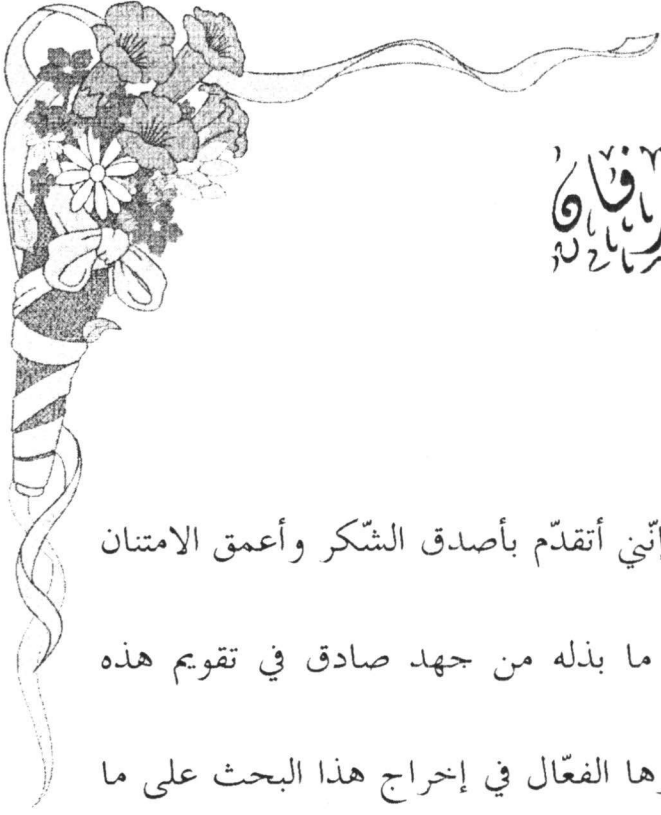 إنّني أتقدّم بأصدق الشّكر وأعمق الامتنان
ما بذله من جهد صادق في تقويم هذه
الفعّال في إخراج هذا البحث على ما